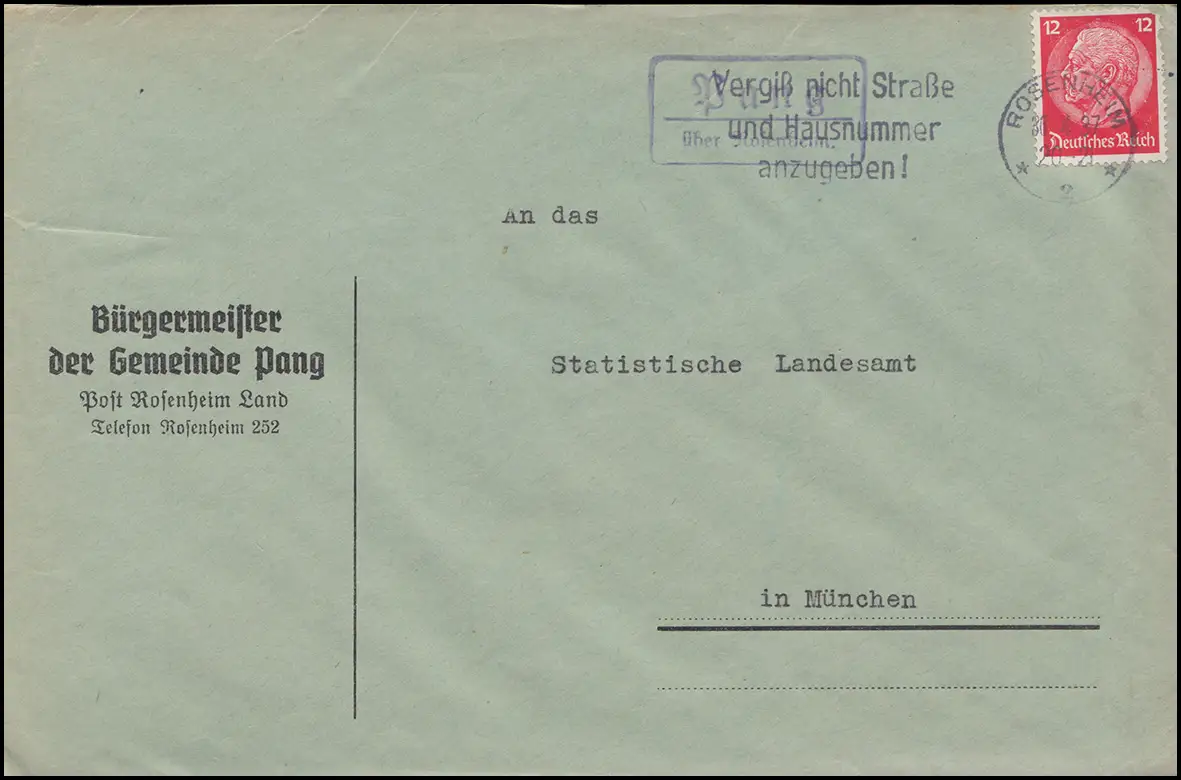 12 12
Deutsches Reich
ROSENHEIM
2
Pang
über Rosenheim.
Vergiß nicht Straße
und Hausnummer
anzugeben!
An das
Bürgermeister
der Gemeinde Pang
Post Rosenheim Land
Telefon Rosenheim 252
Statistische Landesamt
in München